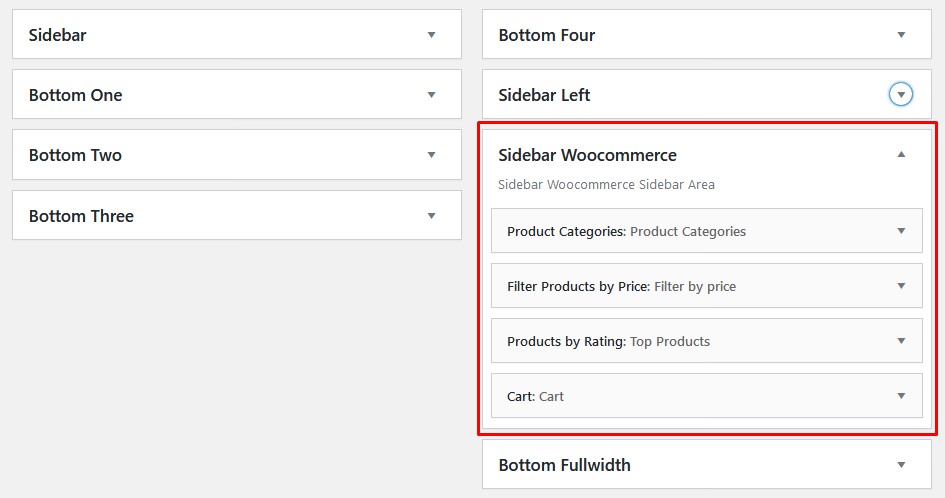 Sidebar
Bottom One
Bottom Two
Bottom Three
Bottom Four
Sidebar Left
Sidebar Woocommerce
Sidebar Woocommerce Sidebar Area
Product Categories: Product Categories
Filter Products by Price: Filter by price
Products by Rating: Top Products
Cart: Cart
Bottom Fullwidth